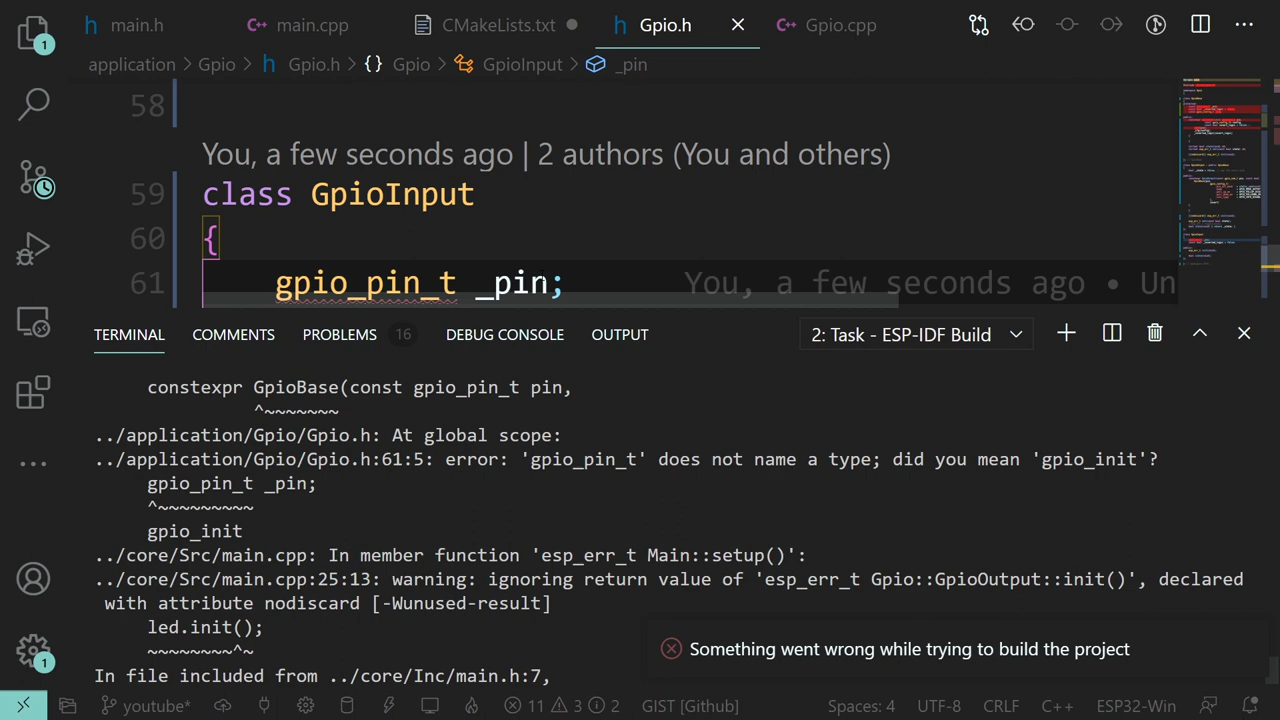 main.h main.cpp CMakeLists.txt Gpio.h Gpio.cpp
application > Gpio > Gpio.h > {} Gpio > GpioInput > _pin
58
You, a few seconds ago | 2 authors (You and others)
59 class GpioInput
60 {
61 gpio_pin_t _pin; You, a few seconds ago • Un
TERMINAL COMMENTS PROBLEMS 16 DEBUG CONSOLE OUTPUT 2: Task - ESP-IDF Build
constexpr GpioBase(const gpio_pin_t pin,
^~~~~~~~
../application/Gpio/Gpio.h: At global scope:
../application/Gpio/Gpio.h:61:5: error: 'gpio_pin_t' does not name a type; did you mean 'gpio_init'?
gpio_pin_t _pin;
^~~~~~~~~~
gpio_init
../core/Src/main.cpp: In member function 'esp_err_t Main::setup()':
../core/Src/main.cpp:25:13: warning: ignoring return value of 'esp_err_t Gpio::GpioOutput::init()', declared
with attribute nodiscard [-Wunused-result]
led.init();
~~~~~~~~^~
Something went wrong while trying to build the project
In file included from ../core/Inc/main.h:7,
youtube* 11 3 2 GIST [Github] Spaces: 4 UTF-8 CRLF C++ ESP32-Win